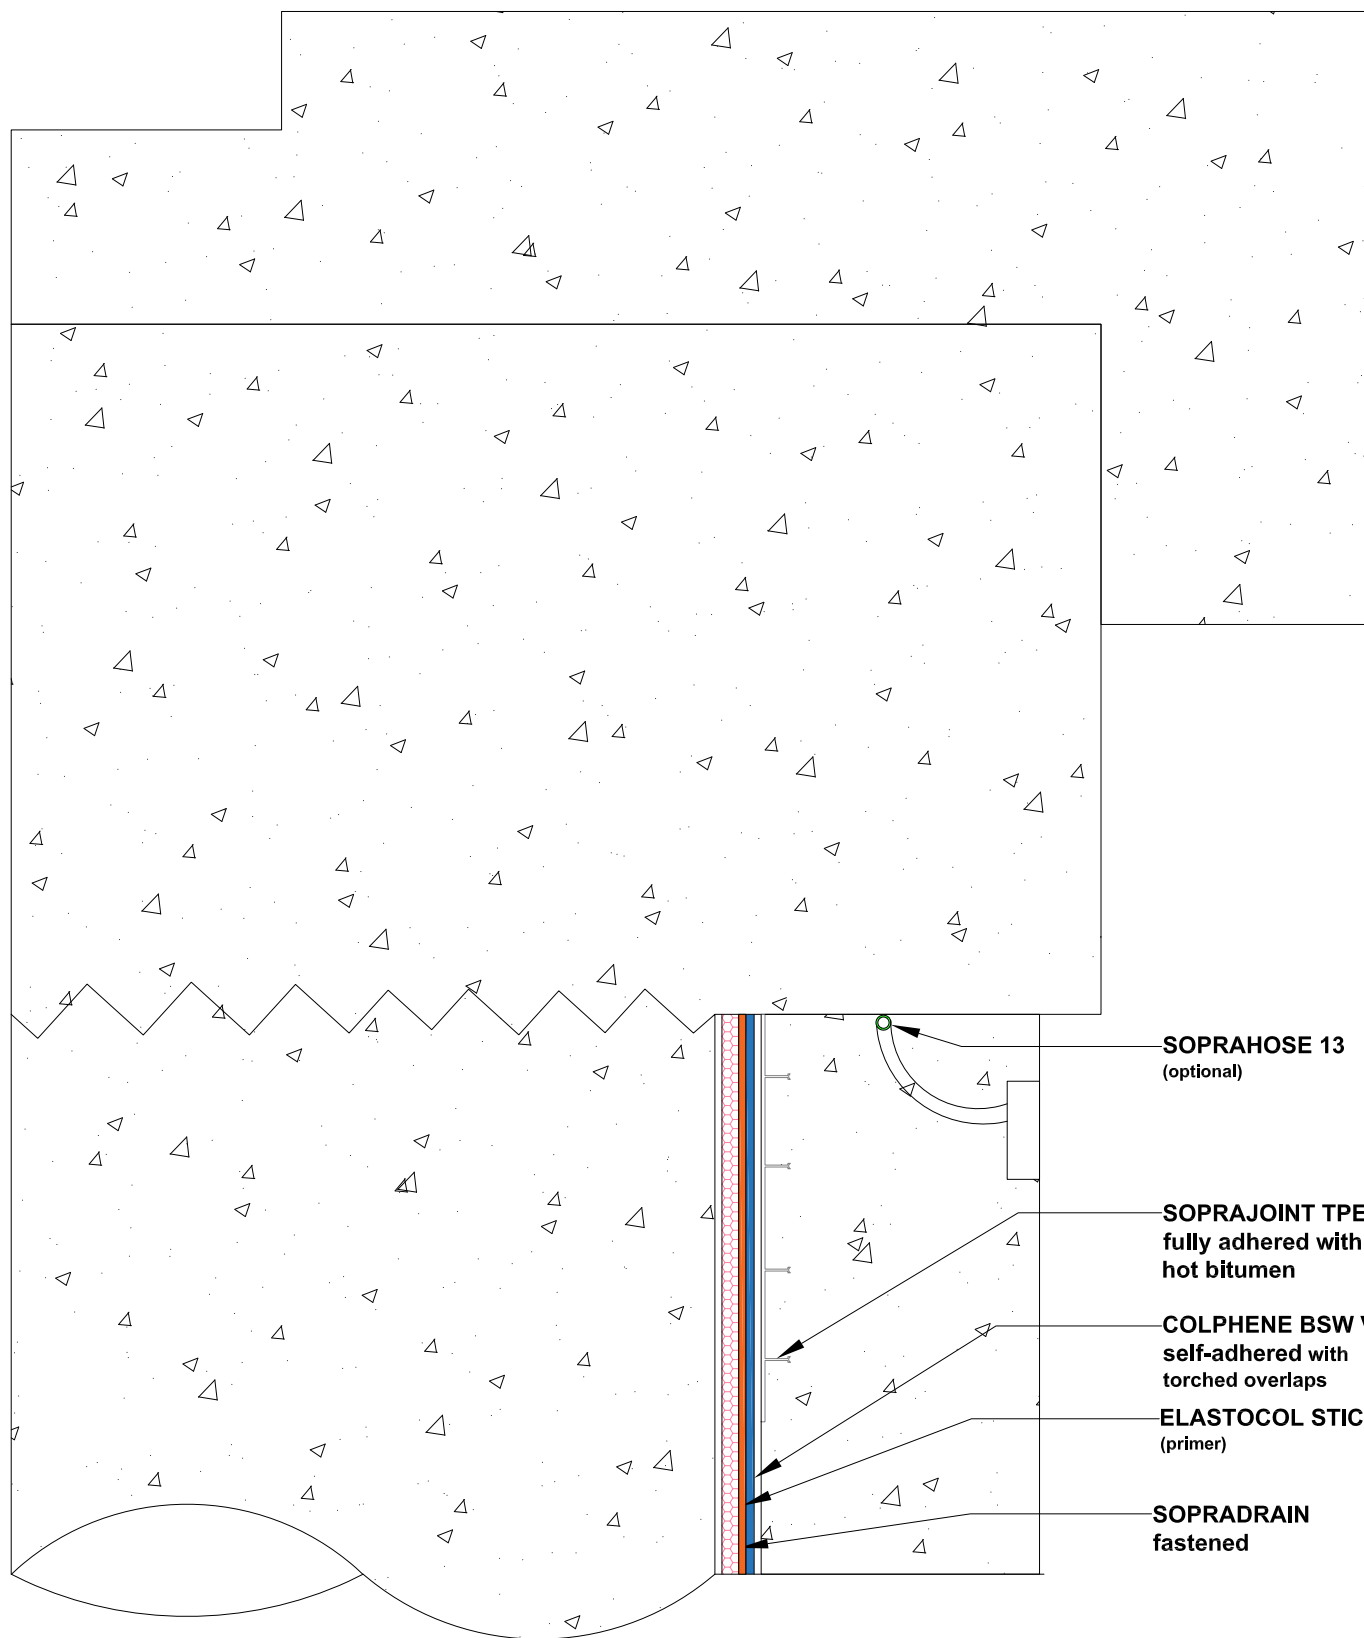 SOPRAHOSE 13
(optional)
SOPRAJOINT TPE
fully adhered with
hot bitumen
COLPHENE BSW
self-adhered with
torched overlaps
ELASTOCOL STIC
(primer)
SOPRADRAIN
fastened